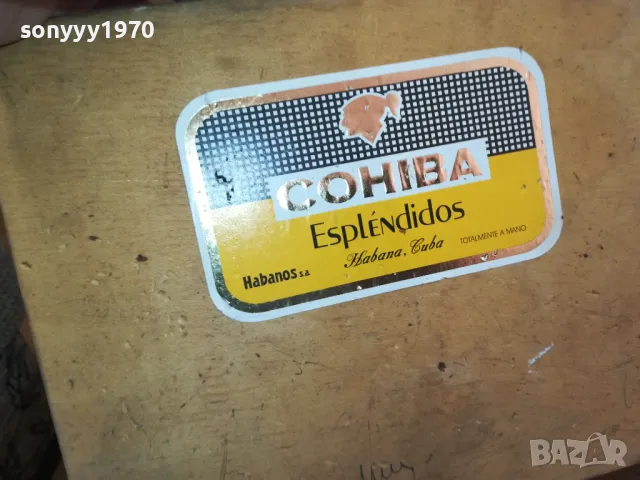 sonyyy1970
COHIBA
Espléndidos
Habana, Cuba
TOTALMENTE A MANO
Habanos s.a.
BAZAR